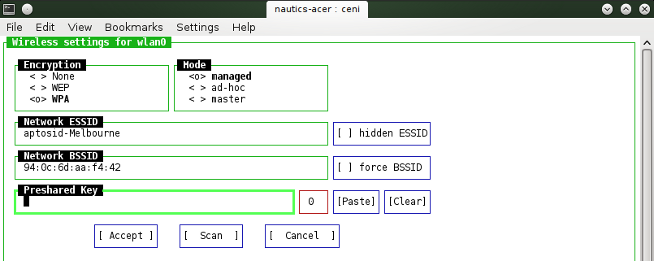 nautics-acer : ceni
File Edit View Bookmarks Settings Help
Wireless settings for wlan0
Encryption Mode
< > None <o> managed
< > WEP < > ad-hoc
<o> WPA < > master
Network ESSID
aptosid-Melbourne [ ] hidden ESSID
Network BSSID
94:0c:6d:aa:f4:42 [ ] force BSSID
Preshared Key
0 [Paste] [Clear]
[ Accept ] [ Scan ] [ Cancel ]